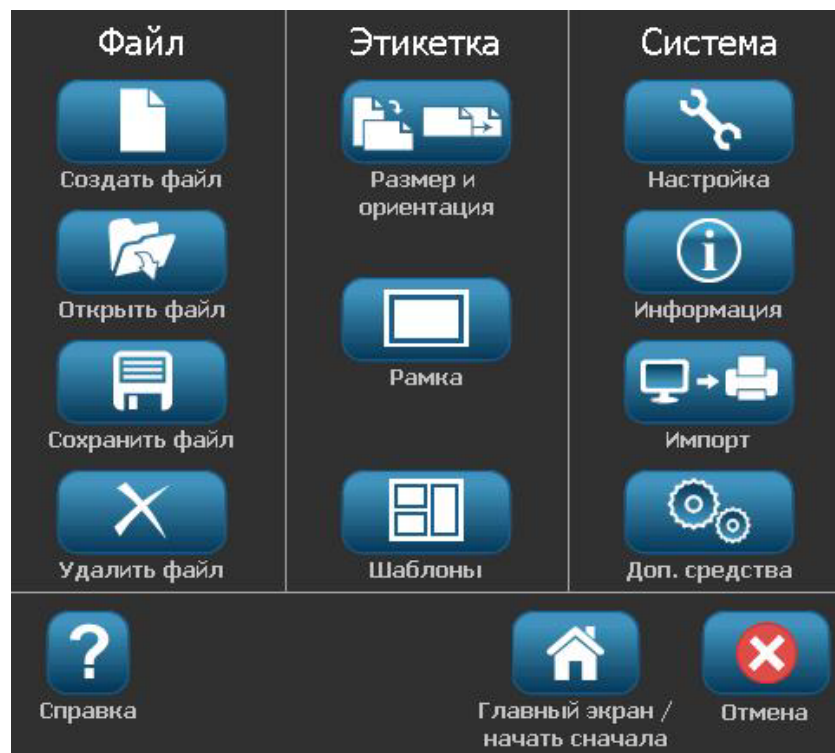 Файл
Создать файл
Открыть файл
Сохранить файл
Удалить файл
Этикетка
Размер и
ориентация
Рамка
Шаблоны
Система
Настройка
Информация
Импорт
Доп. средства
?
Справка
Главный экран /
начать сначала
Отмена